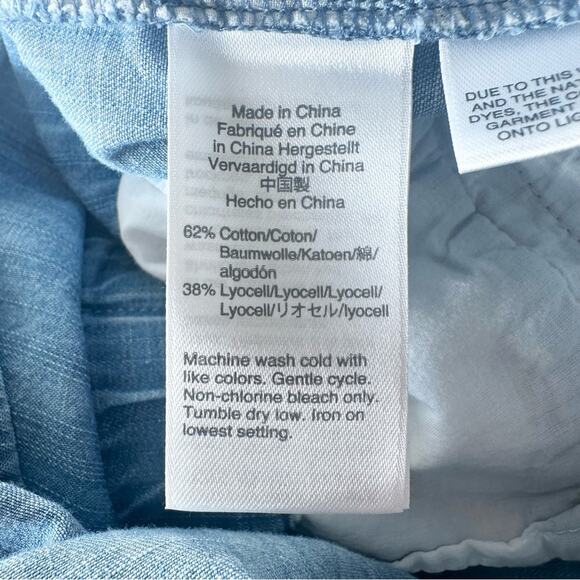 Made in China
Fabriqué en Chine
in China Hergestellt
Vervaardigd in China
中国製
Hecho en China
62% Cotton/Coton/
Baumwolle/Katoen/綿/
algodón
38% Lyocell/Lyocell/Lyocell/
Lyocell/リオセル/lyocell
Machine wash cold with
like colors. Gentle cycle.
Non-chlorine bleach only.
Tumble dry low. Iron on
lowest setting.
DUE TO THIS
AND THE
DYES, THE
GARMENT
ONTO